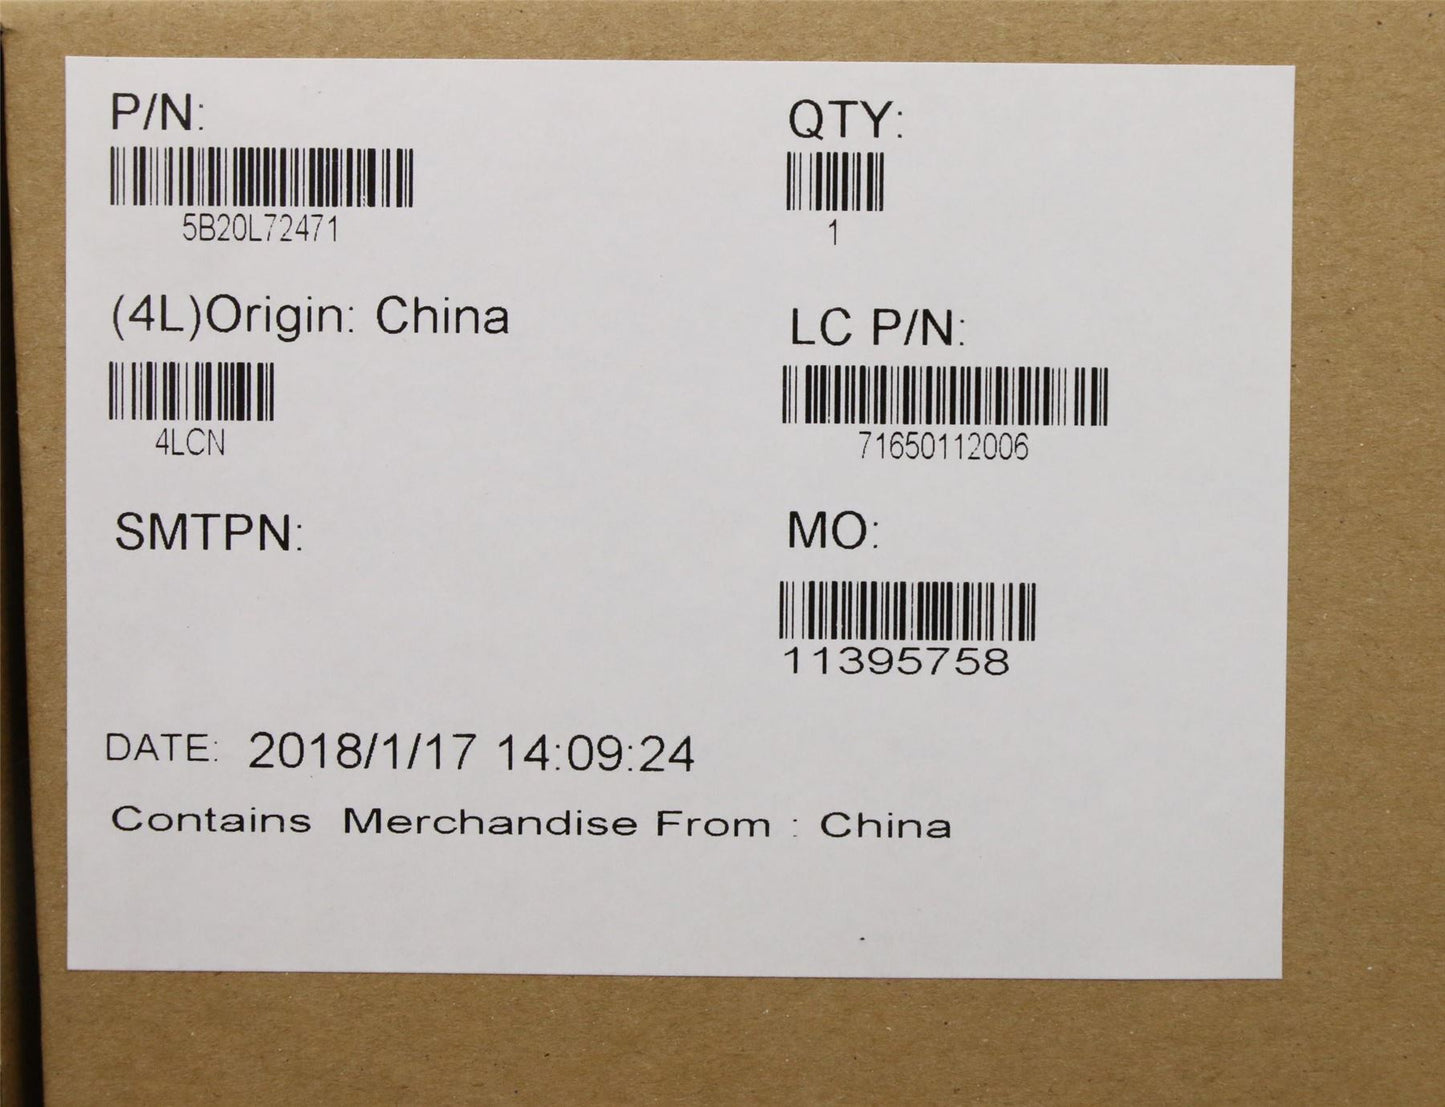 P/N:
5B20L72471
QTY:
1
(4L)Origin: China
4LCN
LC P/N:
71650112006
SMTPN:
MO:
11395758
DATE: 2018/1/17 14:09:24
Contains Merchandise From : China